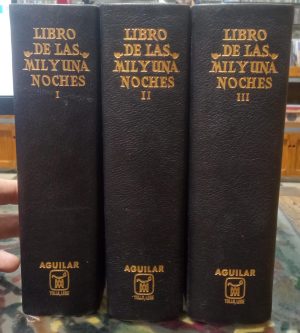 LIBRO
DE LAS
MIL Y UNA
NOCHES
I
AGUILAR
LIBRO
DE LAS
MIL Y UNA
NOCHES
II
AGUILAR
LIBRO
DE LAS
MIL Y UNA
NOCHES
III
AGUILAR